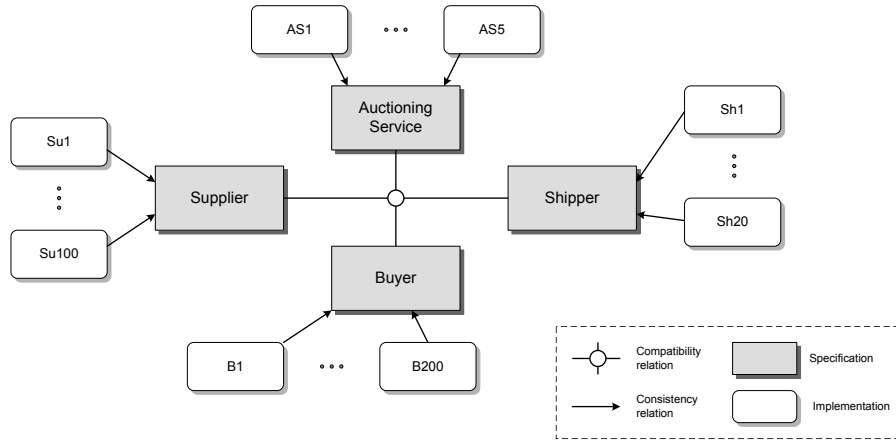 AS1
AS5
Auctioning
Service
Su1
Sh1
Supplier
Shipper
Su100
Sh20
Buyer
B1
B200
Compatibility
relation
Specification
Consistency
relation
Implementation